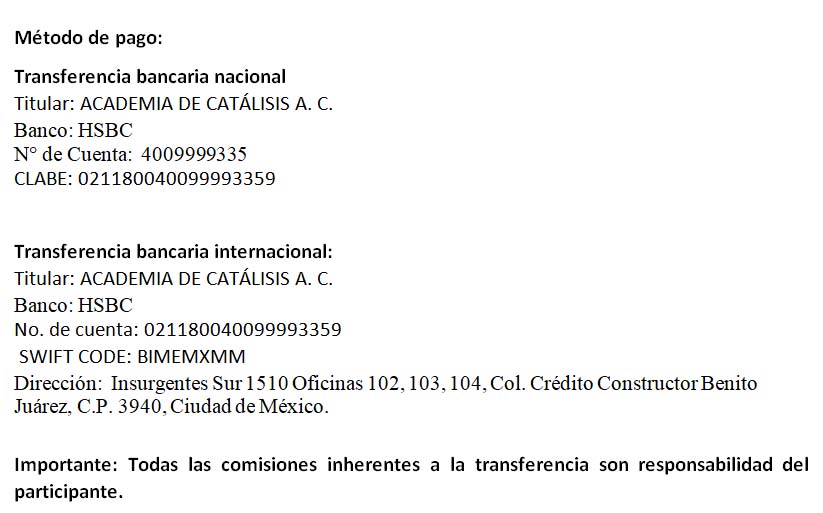 Método de pago:
Transferencia bancaria nacional
Titular: ACADEMIA DE CATÁLISIS A. C.
Banco: HSBC
N° de Cuenta: 4009999335
CLABE: 021180040099993359
Transferencia bancaria internacional:
Titular: ACADEMIA DE CATÁLISIS A. C.
Banco: HSBC
No. de cuenta: 021180040099993359
SWIFT CODE: BIMEMXMM
Dirección: Insurgentes Sur 1510 Oficinas 102, 103, 104, Col. Crédito Constructor Benito
Juárez, C.P. 3940, Ciudad de México.
Importante: Todas las comisiones inherentes a la transferencia son responsabilidad del
participante.